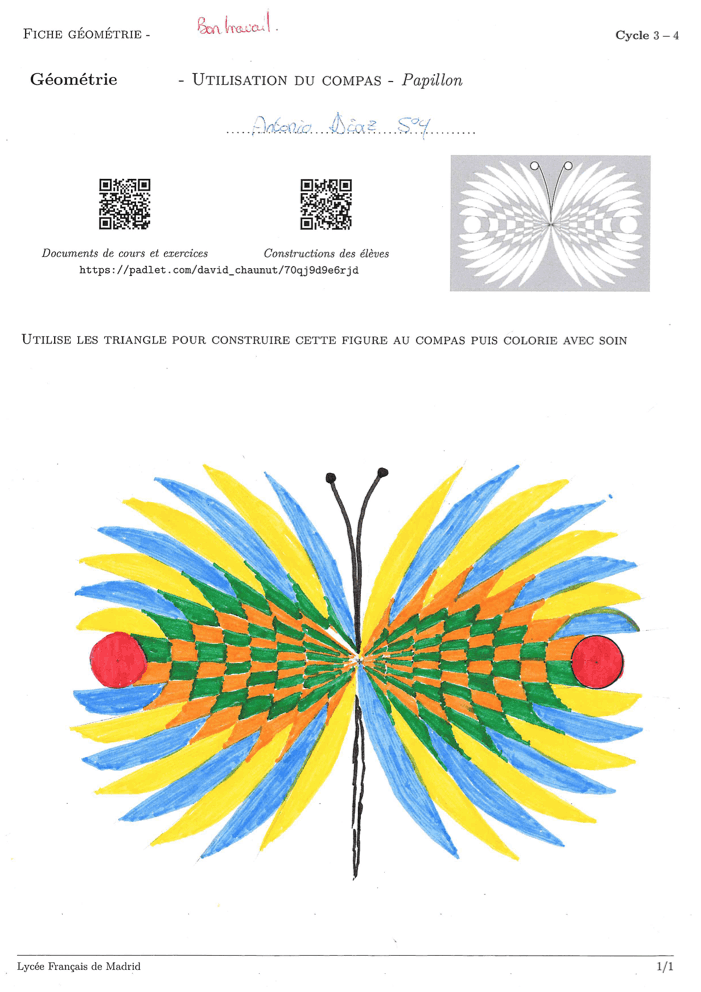 FICHE GÉOMÉTRIE - Bon travail. Cycle 3 – 4
Géométrie - UTILISATION DU COMPAS - Papillon
Antonio Díaz 5º4
Documents de cours et exercices Constructions des élèves
https://padlet.com/david_chaunut/70qj9d9e6rjd
UTILISE LES TRIANGLE POUR CONSTRUIRE CETTE FIGURE AU COMPAS PUIS COLORIE AVEC SOIN
Lycée Français de Madrid 1/1